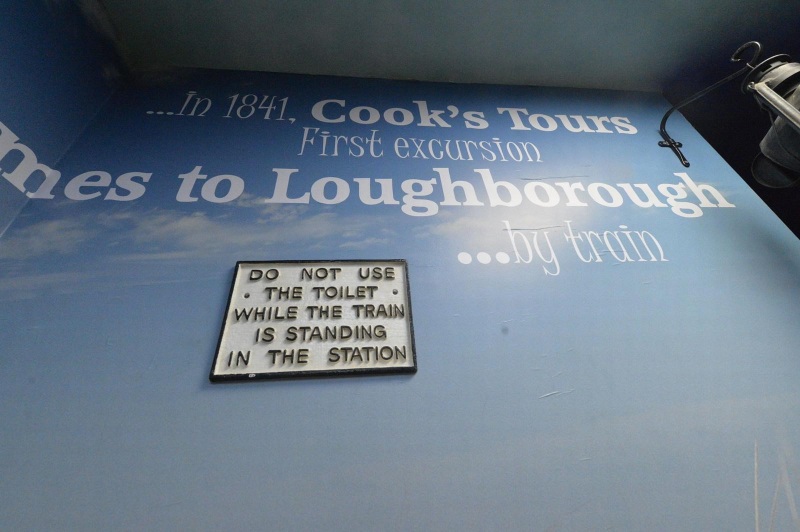 ...In 1841, Cook's Tours
First excursion
mes to Loughborough
...by train
DO NOT USE
THE TOILET
WHILE THE TRAIN
IS STANDING
IN THE STATION